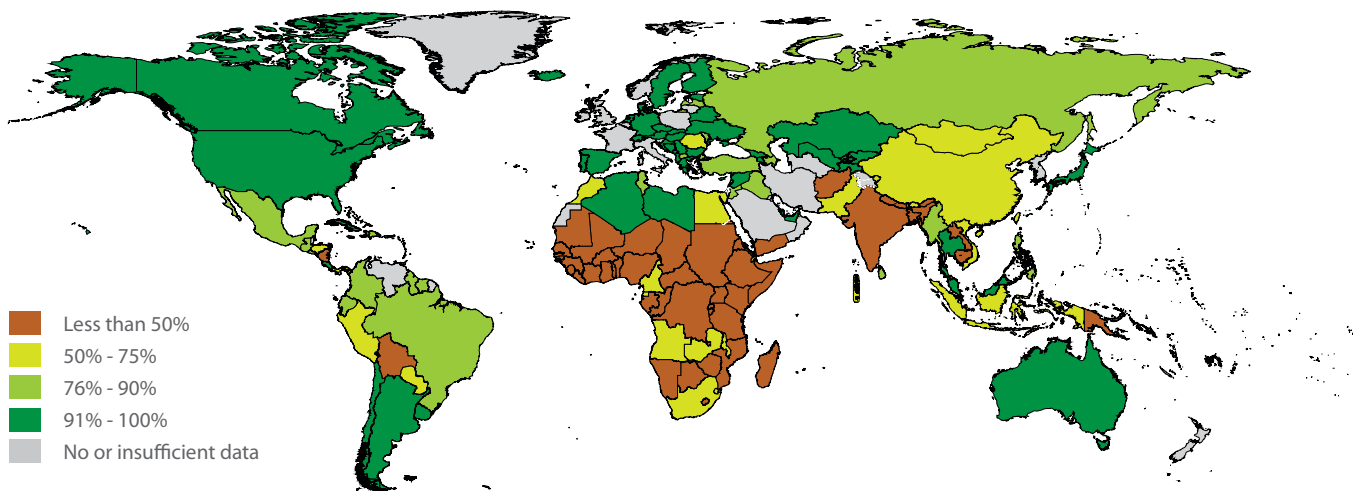 Less than 50%
50% - 75%
76% - 90%
91% - 100%
No or insufficient data